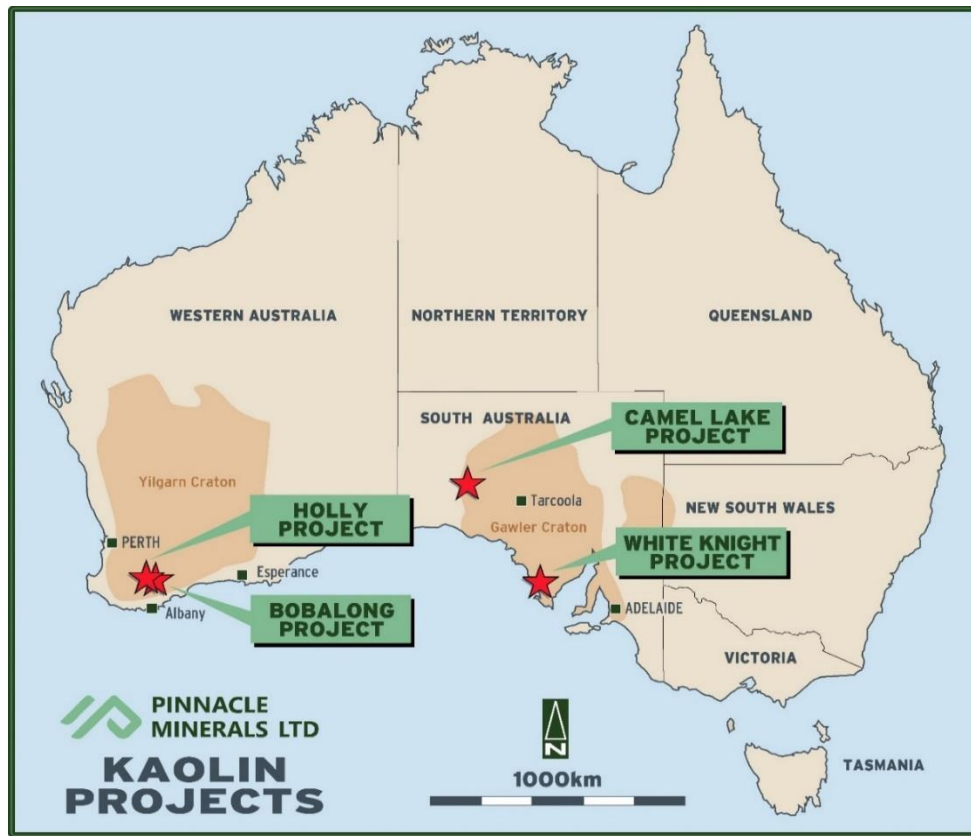 WESTERN AUSTRALIA
NORTHERN TERRITORY
QUEENSLAND
SOUTH AUSTRALIA
CAMEL LAKE
PROJECT
Yilgarn Craton
Tarcoola
HOLLY
PROJECT
Gawler Craton
NEW SOUTH WALES
PERTH
WHITE KNIGHT
PROJECT
Esperance
Albany
BOBALONG
PROJECT
ADELAIDE
VICTORIA
PINNACLE
MINERALS LTD
KAOLIN
PROJECTS
N
1000km
TASMANIA